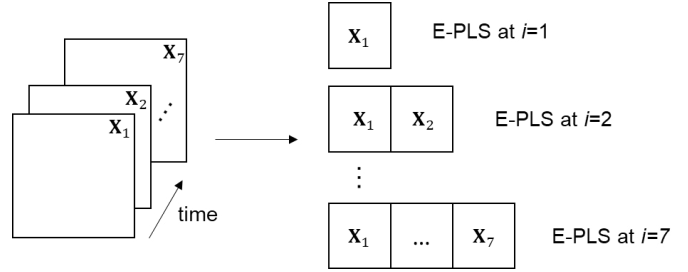 X₇
⋰
X₂
X₁
time
X₁ E-PLS at i=1
X₁ X₂ E-PLS at i=2
⋮
X₁ ... X₇ E-PLS at i=7